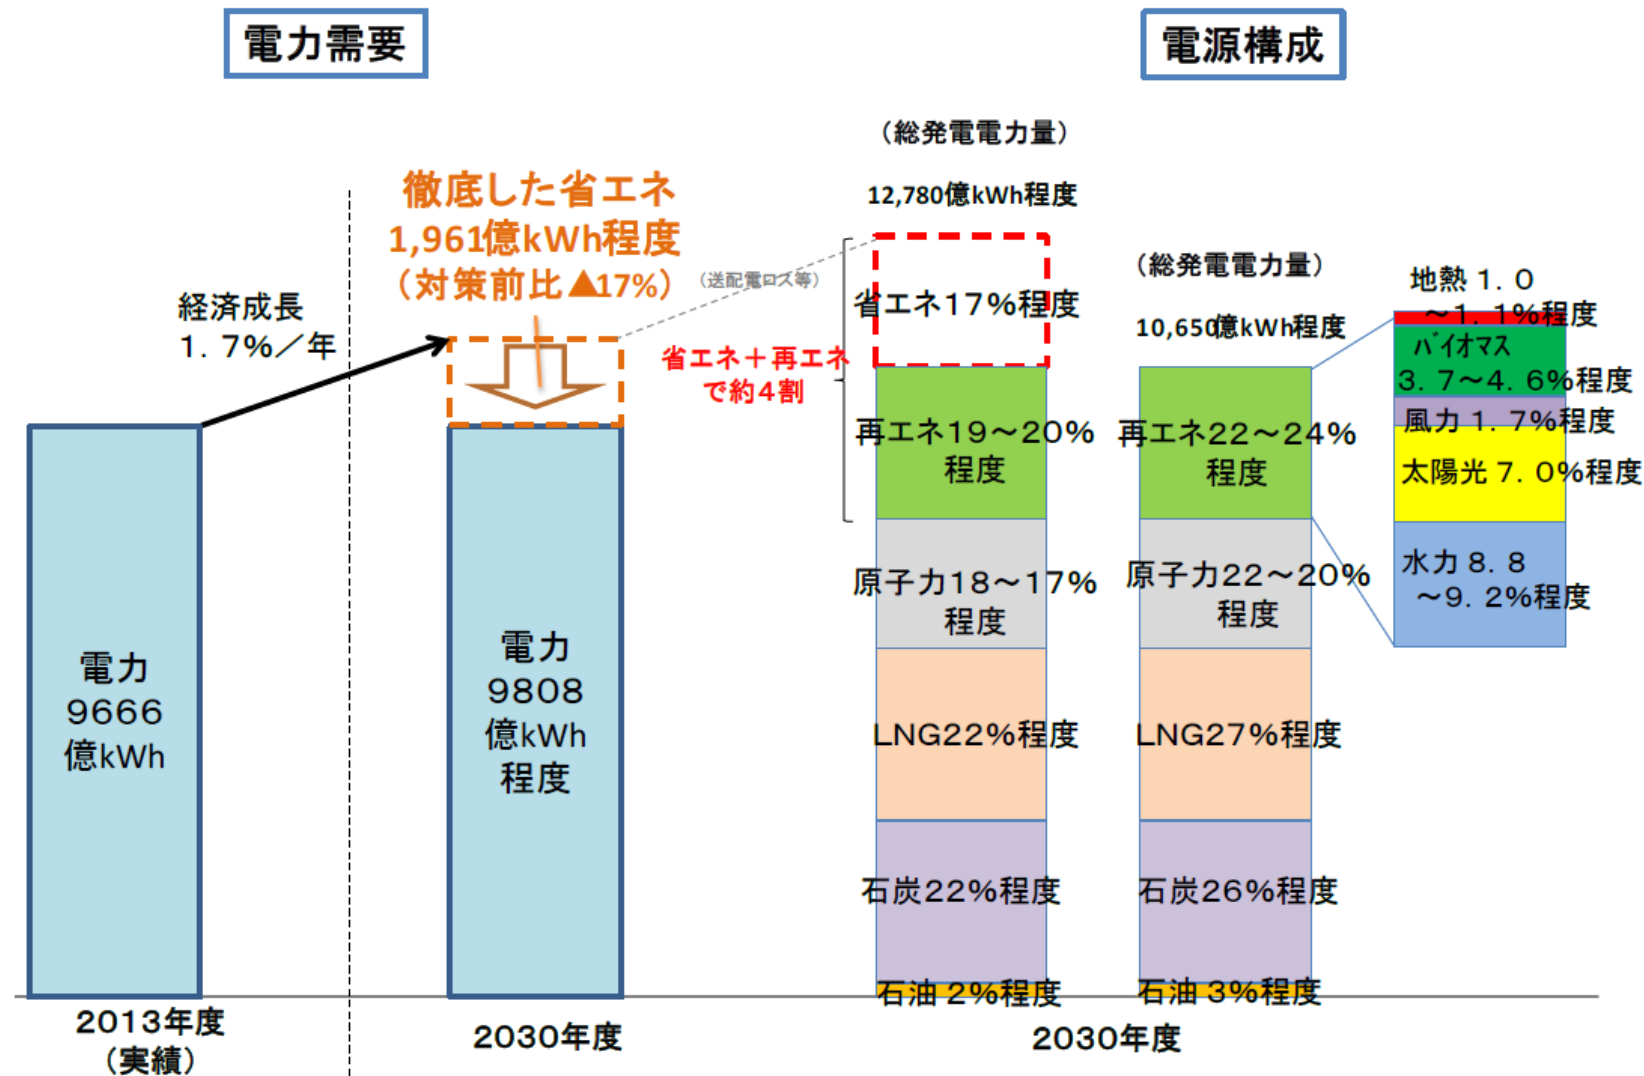 電力需要
電源構成
(総発電電力量)
12,780億kWh程度
徹底した省エネ
1,961億kWh程度
(対策前比▲17%)
(送配電ロス等)
経済成長
1.7%/年
省エネ+再エネ
で約4割
電力
9666
億kWh
電力
9808
億kWh
程度
省エネ17%程度
再エネ19~20%
程度
原子力18~17%
程度
LNG22%程度
石炭22%程度
石油 2%程度
(総発電電力量)
10,650億kWh程度
再エネ22~24%
程度
原子力22~20%
程度
LNG27%程度
石炭26%程度
石油 3%程度
地熱 1.0
~1.1%程度
バイオマス
3.7~4.6%程度
風力 1.7%程度
太陽光 7.0%程度
水力 8.8
~9.2%程度
2013年度
(実績)
2030年度
2030年度